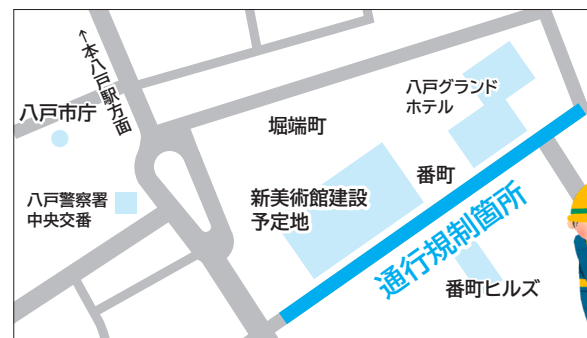 ←本八戸駅方面
八戸市庁
八戸グランド
ホテル
堀端町
八戸警察署
中央交番
新美術館建設
予定地
番町
通行規制箇所
番町ヒルズ